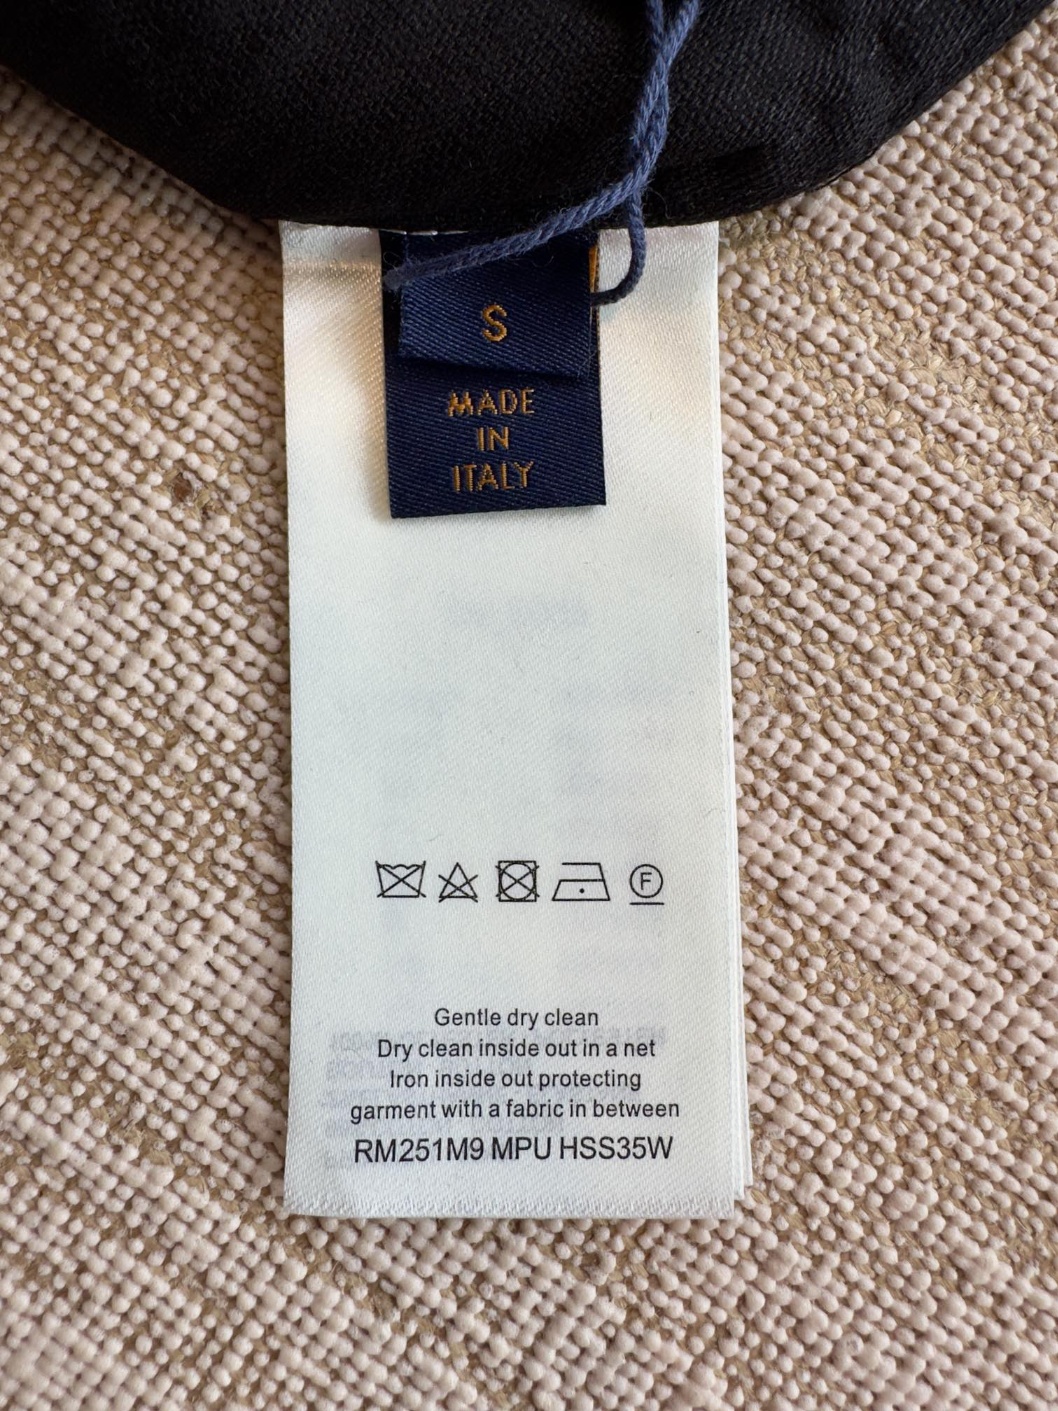 S
MADE
IN
ITALY
F
Gentle dry clean
Dry clean inside out in a net
Iron inside out protecting
garment with a fabric in between
RM251M9 MPU HSS35W